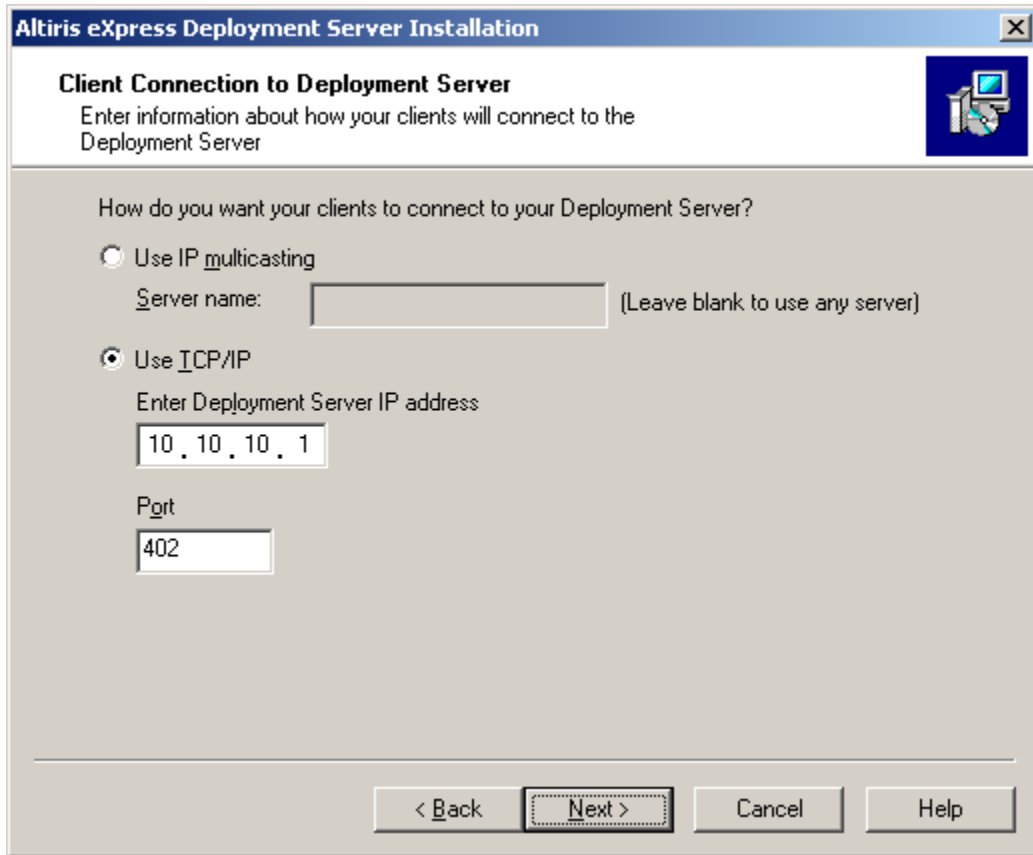 Altiris eXpress Deployment Server Installation
Client Connection to Deployment Server
Enter information about how your clients will connect to the
Deployment Server
How do you want your clients to connect to your Deployment Server?
Use IP multicasting
Server name: (Leave blank to use any server)
Use TCP/IP
Enter Deployment Server IP address
10 . 10 . 10 . 1
Port
402
< Back Next > Cancel Help